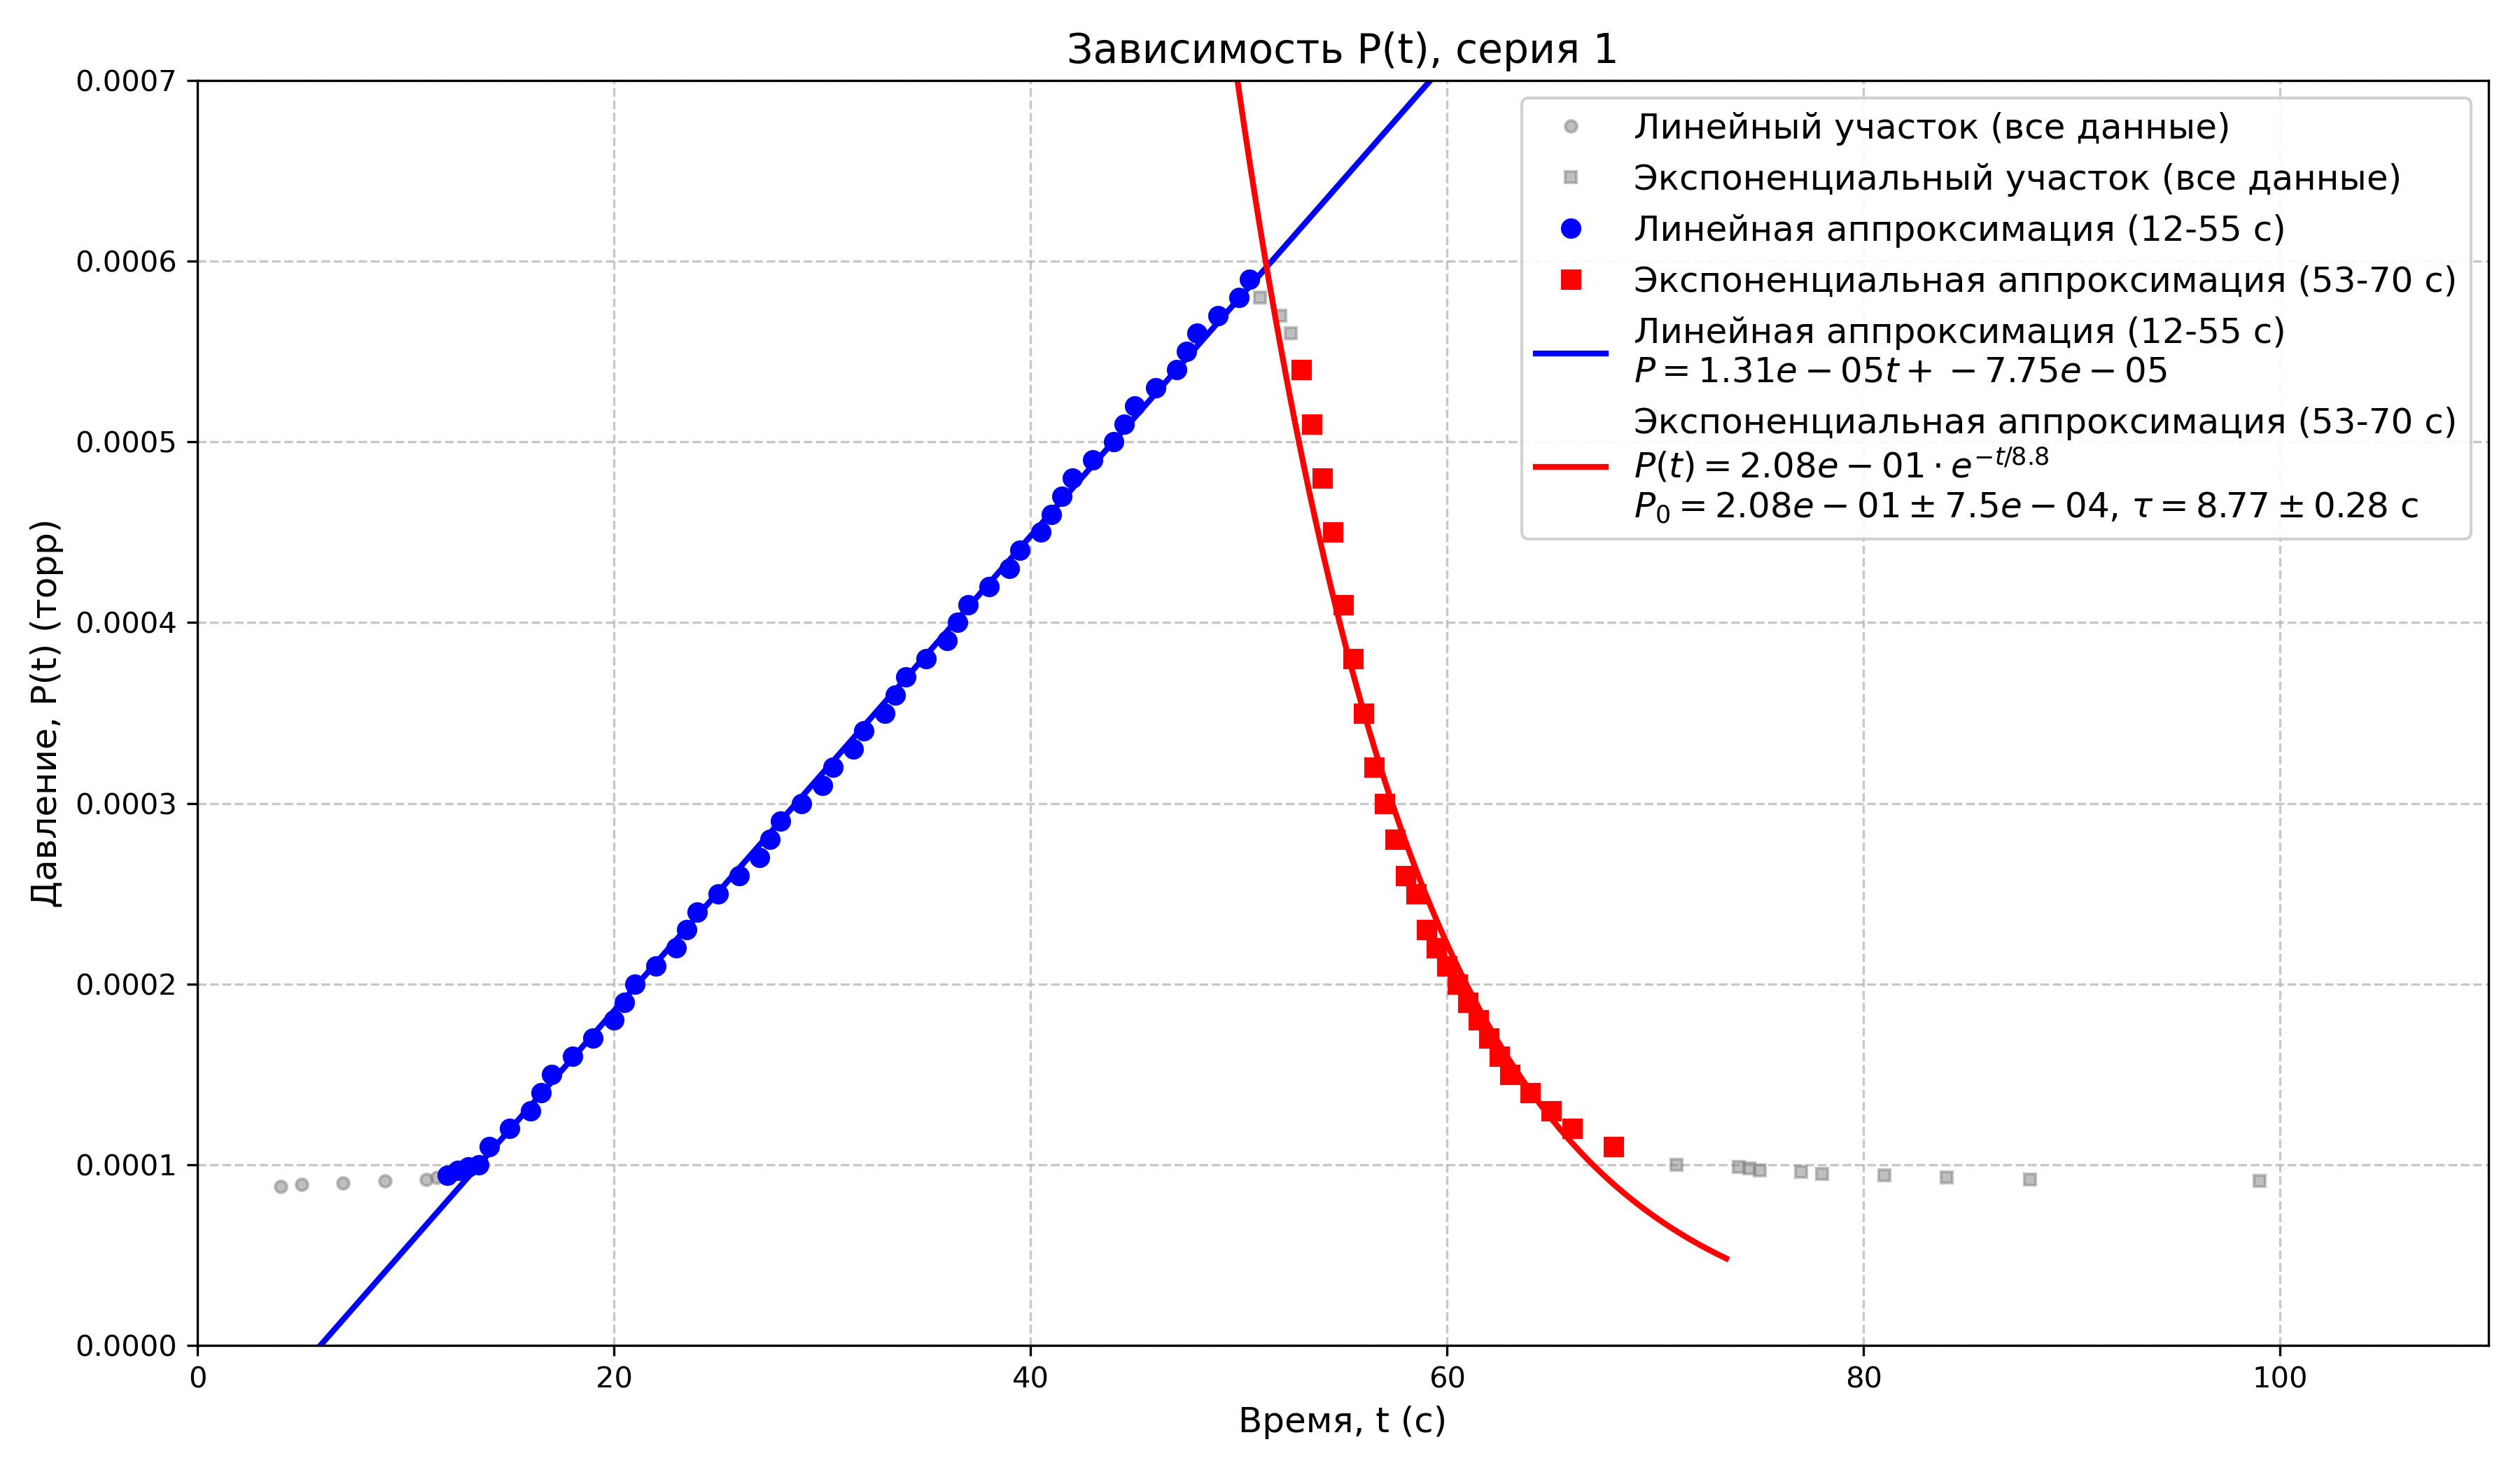 Зависимость P(t), серия 1
Давление, P(t) (торр)
0.0007
0.0006
0.0005
0.0004
0.0003
0.0002
0.0001
0.0000
Линейный участок (все данные)
Экспоненциальный участок (все данные)
Линейная аппроксимация (12-55 с)
Экспоненциальная аппроксимация (53-70 с)
Линейная аппроксимация (12-55 с)
P = 1.31e − 05t + −7.75e − 05
Экспоненциальная аппроксимация (53-70 с)
P(t) = 2.08e − 01 · e^{−t/8.8}
P₀ = 2.08e − 01 ± 7.5e − 04, τ = 8.77 ± 0.28 с
0 20 40 60 80 100
Время, t (с)